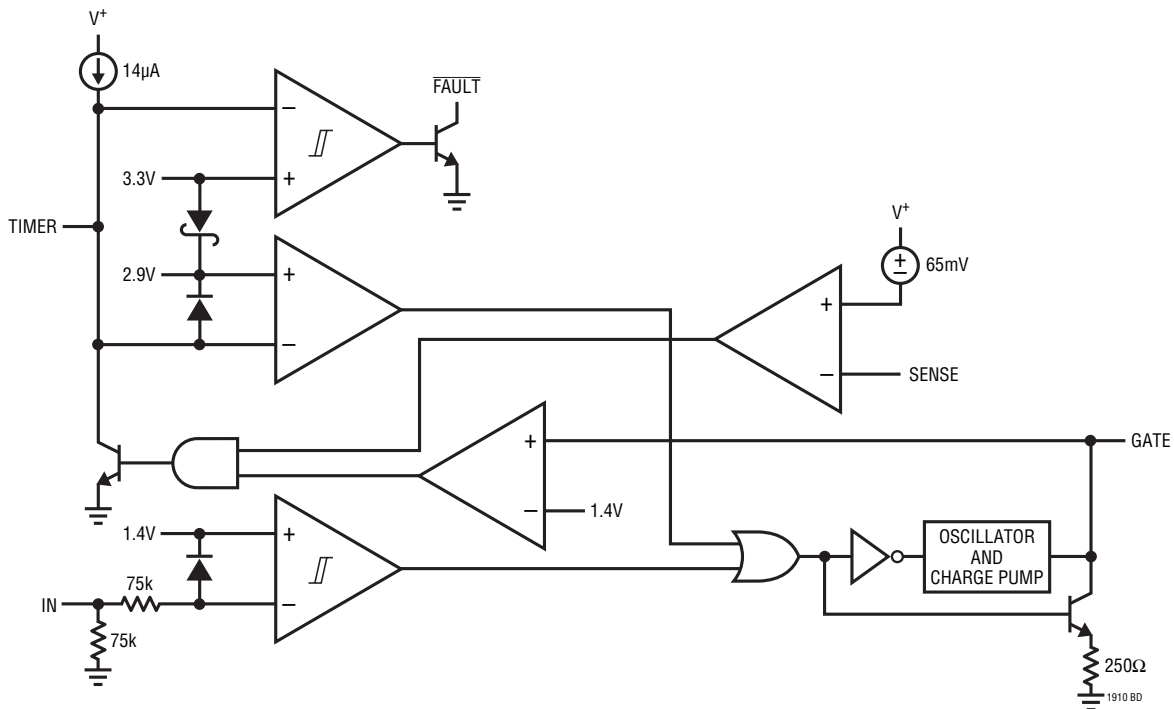 V+
14µA
FAULT
3.3V
TIMER
V+
65mV
2.9V
SENSE
GATE
1.4V
1.4V
OSCILLATOR
AND
CHARGE PUMP
75k
IN
75k
250Ω
1910 BD
+
−
+
−
+
−
+
−
+
−
+
−